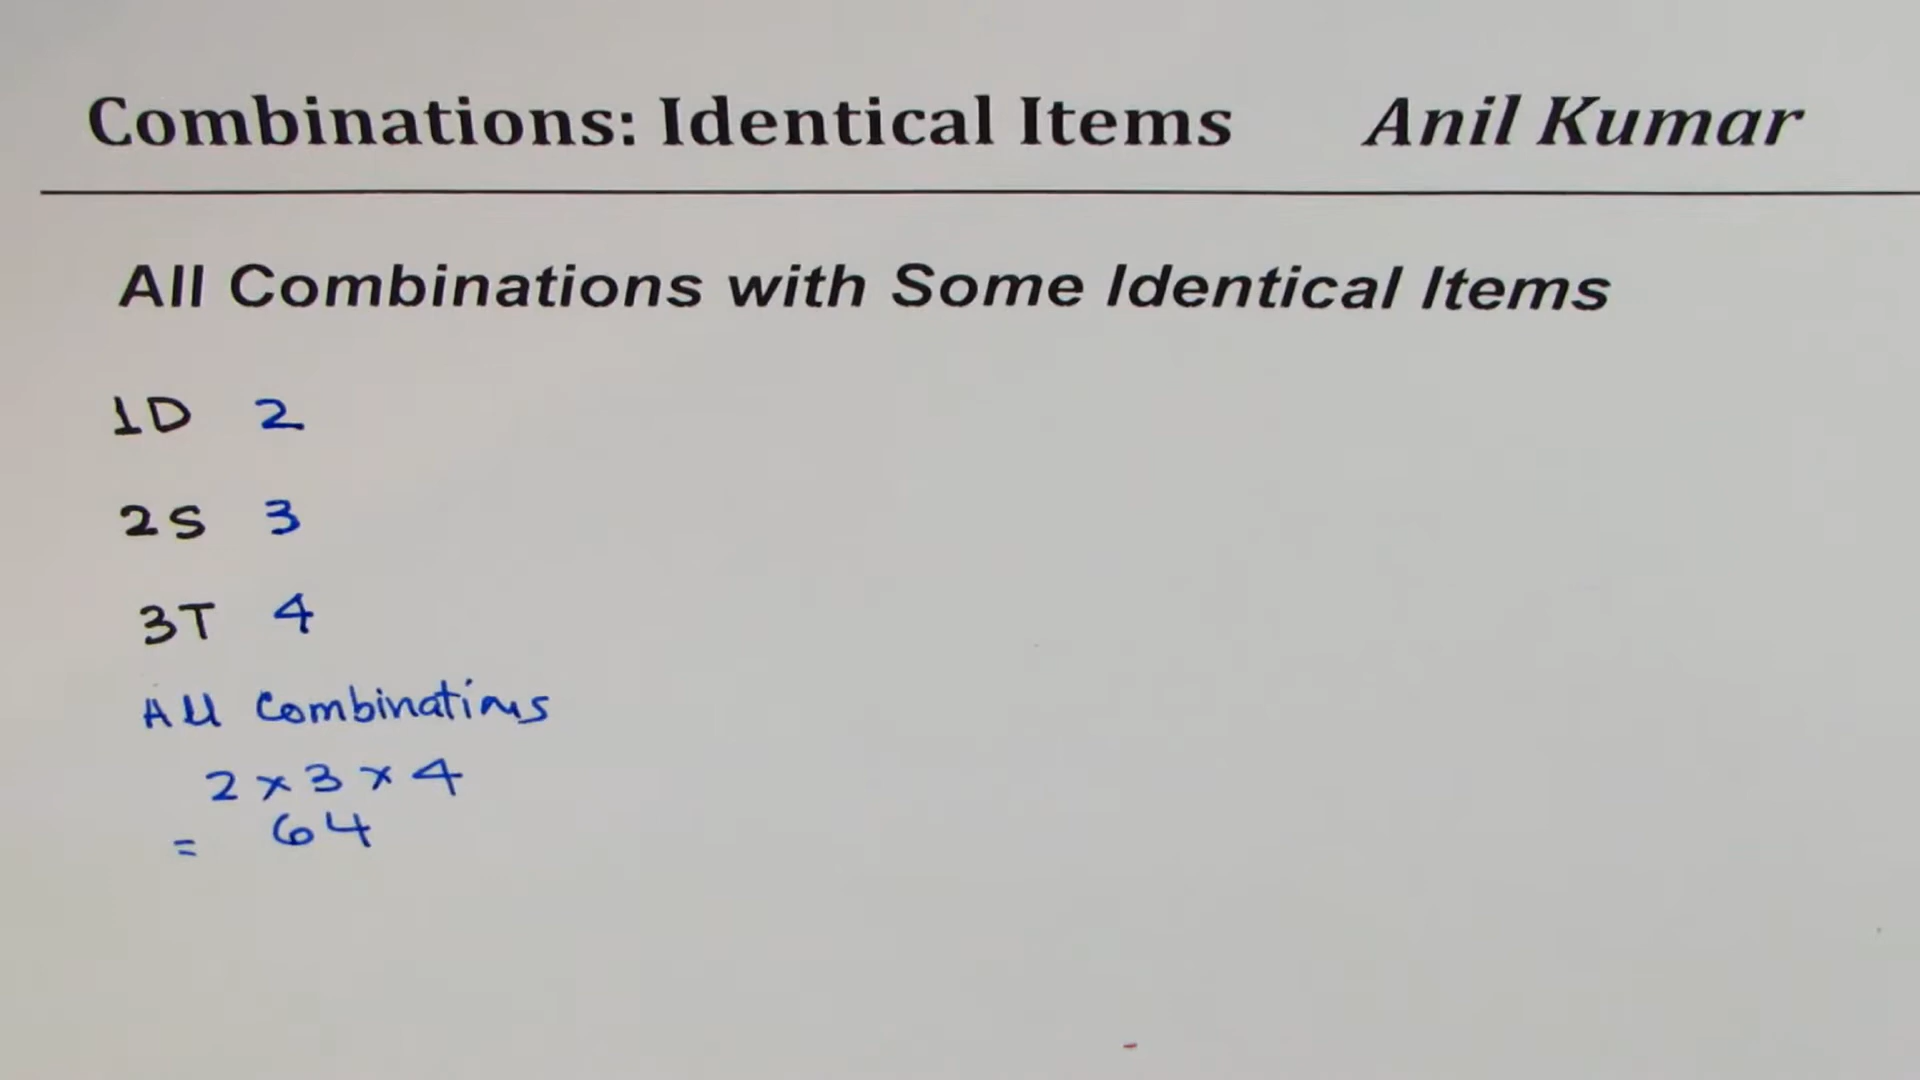 Combinations: Identical Items Anil Kumar
All Combinations with Some Identical Items
1D 2
2S 3
3T 4
All Combinations
2 x 3 x 4
= 64